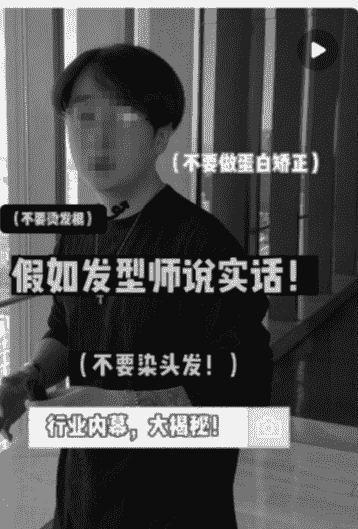 （不要做蛋白矫正）
（不要烫发根）
假如发型师说实话！
（不要染头发！）
行业内幕，大揭秘！